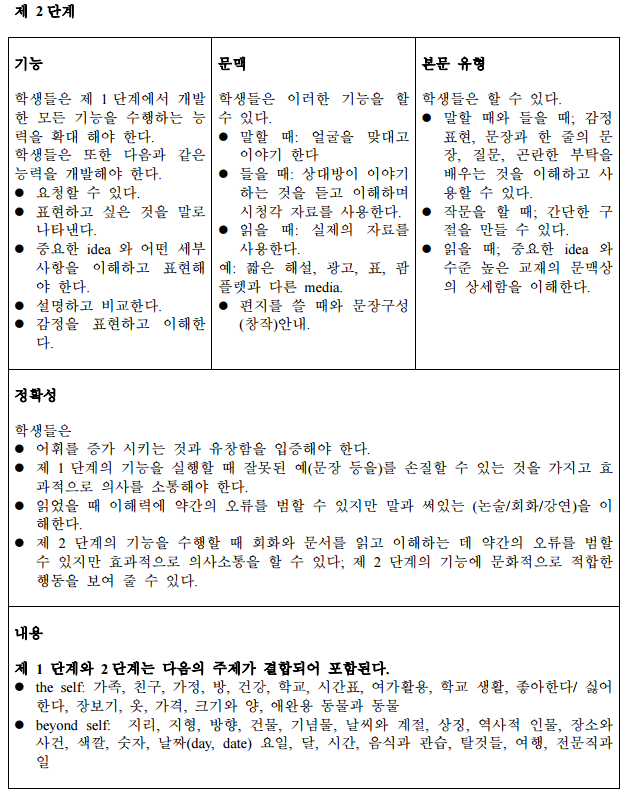 제 2단계
기능
학생들은 제 1단계에서 개발
한 모든 기능을 수행하는 능
력을 확대 해야 한다.
학생들은 또한 다음과 같은
능력을 개발해야 한다.
● 요청할 수 있다.
● 표현하고 싶은 것을 말로
나타낸다.
● 중요한 idea 와 어떤 세부
사항을 이해하고 표현해
야 한다.
● 설명하고 비교한다.
● 감정을 표현하고 이해한
다.
문맥
학생들은 이러한 기능을 할
수 있다.
● 말할 때: 얼굴을 맞대고
이야기 한다
● 들을 때: 상대방이 이야기
하는 것을 듣고 이해하며
시청각 자료를 사용한다.
● 읽을 때: 실제의 자료를
사용한다.
예: 짧은 해설, 광고, 표, 팜
플렛과 다른 media.
● 편지를 쓸 때와 문장구성
(창작)안내.
본문 유형
학생들은 할 수 있다.
● 말할 때와 들을 때; 감정
표현, 문장과 한 줄의 문
장, 질문, 곤란한 부탁을
배우는 것을 이해하고 사
용할 수 있다.
● 작문을 할 때; 간단한 구
절을 만들 수 있다.
● 읽을 때; 중요한 idea 와
수준 높은 교재의 문맥상
의 상세함을 이해한다.
정확성
학생들은
● 어휘를 증가 시키는 것과 유창함을 입증해야 한다.
● 제 1단계의 기능을 실행할 때 잘못된 예(문장 등을)를 손질할 수 있는 것을 가지고 효
과적으로 의사를 소통해야 한다.
● 읽었을 때 이해력에 약간의 오류를 범할 수 있지만 말과 써있는 (논술/회화/강연)을 이
해한다.
● 제 2 단계의 기능을 수행할 때 회화와 문서를 읽고 이해하는 데 약간의 오류를 범할
수 있지만 효과적으로 의사소통을 할 수 있다; 제 2 단계의 기능에 문화적으로 적합한
행동을 보여 줄 수 있다.
내용
제 1 단계와 2단계는 다음의 주제가 결합되어 포함된다.
● the self: 가족, 친구, 가정, 방, 건강, 학교, 시간표, 여가활용, 학교 생활, 좋아한다/ 싫어
한다, 장보기, 옷, 가격, 크기와 양, 애완용 동물과 동물
● beyond self: 지리, 지형, 방향, 건물, 기념물, 날씨와 계절, 상징, 역사적 인물, 장소와
사건, 색깔, 숫자, 날짜(day, date) 요일, 달, 시간, 음식과 관습, 탈것들, 여행, 전문직과
일